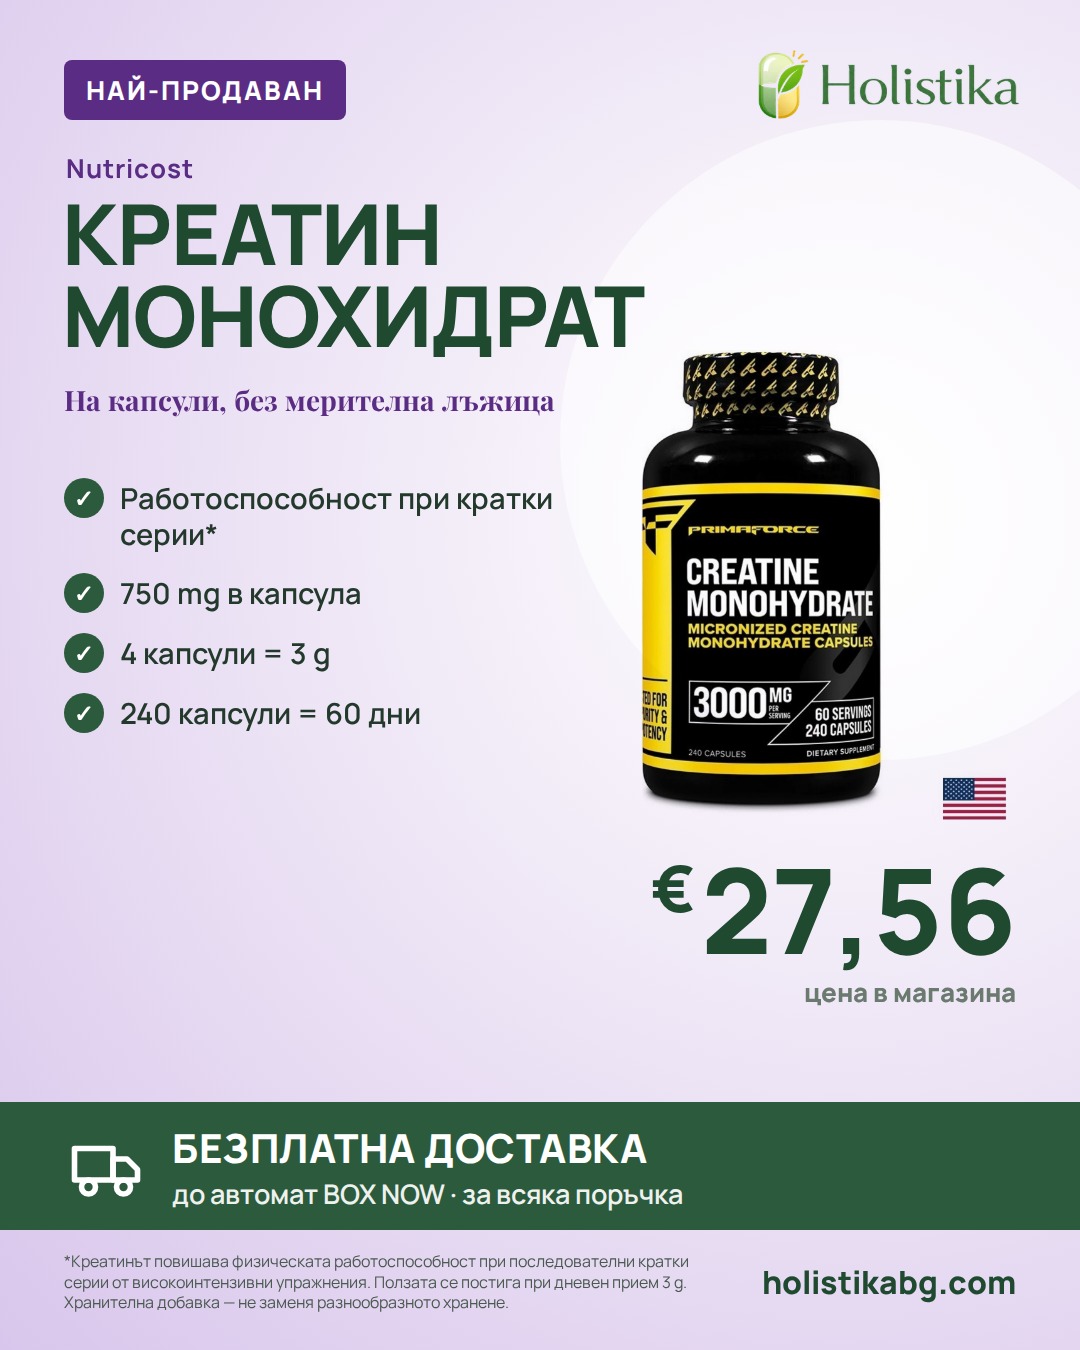 НАЙ-ПРОДАВАН
Holistika
Nutricost
КРЕАТИН
МОНОХИДРАТ
На капсули, без мерителна лъжица
Работоспособност при кратки
серии*
750 mg в капсула
4 капсули = 3 g
240 капсули = 60 дни
PRIMAFORCE
CREATINE
MONOHYDRATE
MICRONIZED CREATINE
MONOHYDRATE CAPSULES
3000 MG
PER
SERVING
60 SERVINGS
240 CAPSULES
240 CAPSULES
DIETARY SUPPLEMENT
€27,56
цена в магазина
БЕЗПЛАТНА ДОСТАВКА
до автомат BOX NOW · за всяка поръчка
*Креатинът повишава физическата работоспособност при последователни кратки
серии от високоинтензивни упражнения. Ползата се постига при дневен прием 3 g.
Хранителна добавка — не заменя разнообразното хранене.
holistikabg.com